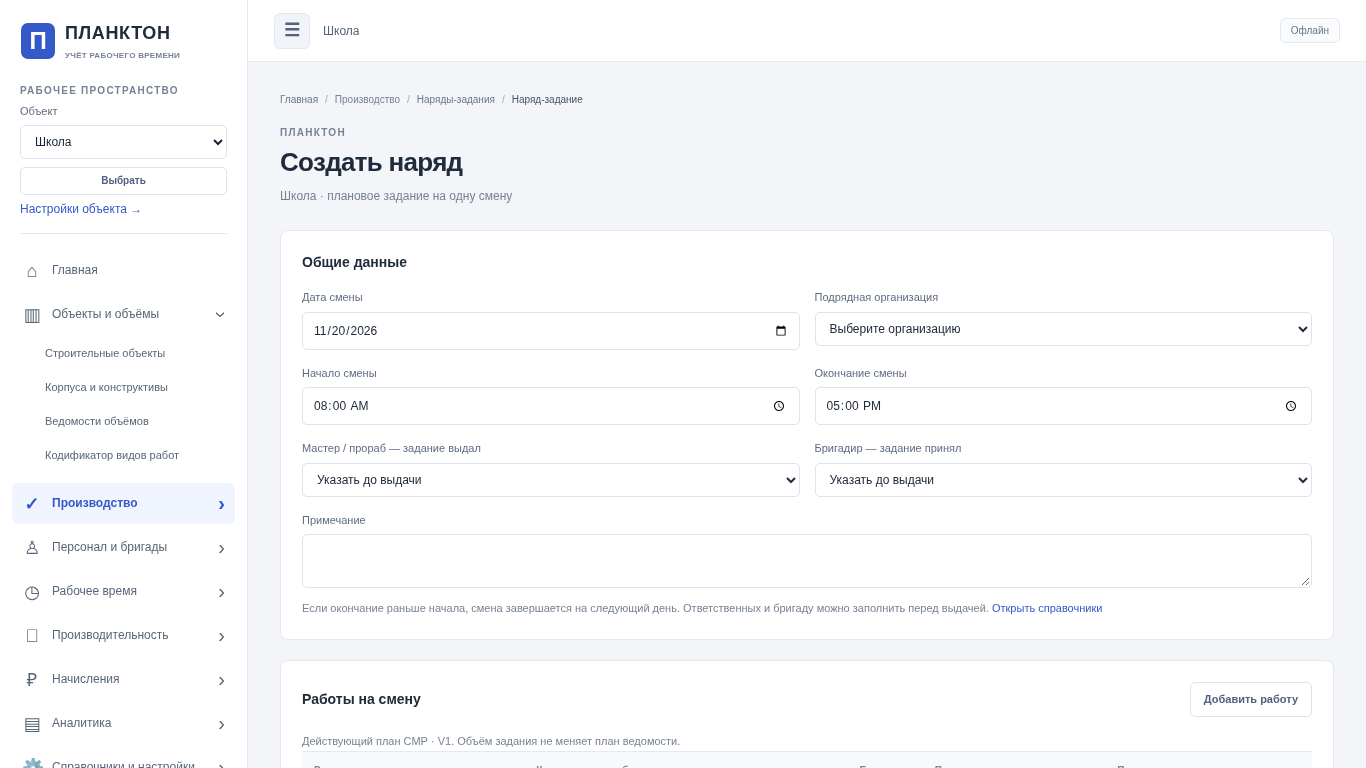 П ПЛАНКТОН
УЧЁТ РАБОЧЕГО ВРЕМЕНИ
РАБОЧЕЕ ПРОСТРАНСТВО
Объект
Школа
Выбрать
Настройки объекта →
Главная
Объекты и объёмы
Строительные объекты
Корпуса и конструктивы
Ведомости объёмов
Кодификатор видов работ
Производство
Персонал и бригады
Рабочее время
Производительность
Начисления
Аналитика
Справочники и настройки
Школа
Офлайн
Главная / Производство / Наряды-задания / Наряд-задание
ПЛАНКТОН
Создать наряд
Школа · плановое задание на одну смену
Общие данные
Дата смены
11/20/2026
Подрядная организация
Выберите организацию
Начало смены
08:00 AM
Окончание смены
05:00 PM
Мастер / прораб — задание выдал
Указать до выдачи
Бригадир — задание принял
Указать до выдачи
Примечание
Если окончание раньше начала, смена завершается на следующий день. Ответственных и бригаду можно заполнить перед выдачей. Открыть справочники
Работы на смену
Добавить работу
Действующий план СМР · V1. Объём задания не меняет план ведомости.